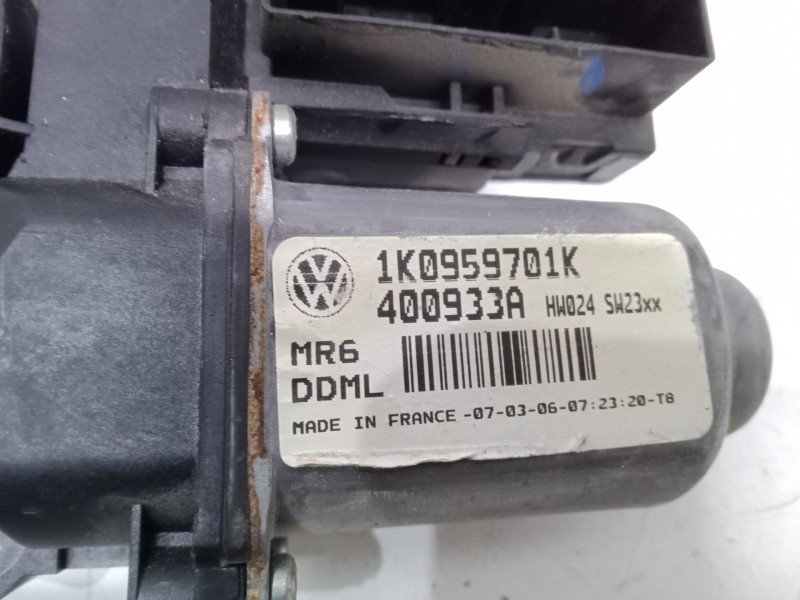 1K0959701K
400933A HW024 SW23xx
MR6
DDML
MADE IN FRANCE -07-03-06-07:23:20-T8